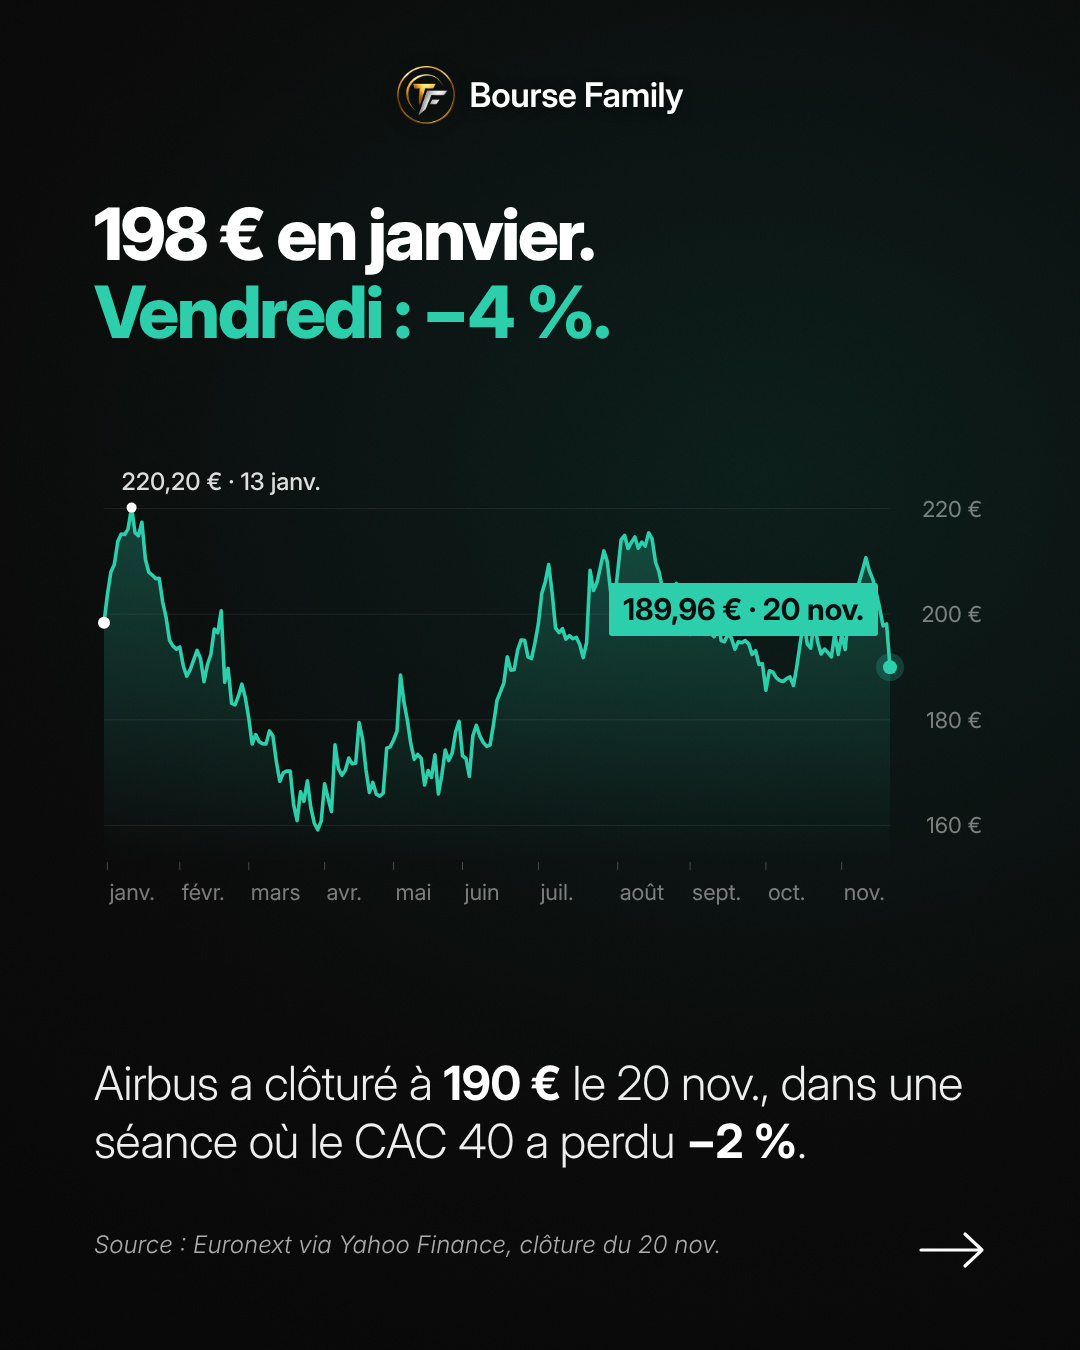 TF Bourse Family
198 € en janvier.
Vendredi : −4 %.
220,20 € · 13 janv.
220 €
189,96 € · 20 nov.
200 €
180 €
160 €
janv. févr. mars avr. mai juin juil. août sept. oct. nov.
Airbus a clôturé à 190 € le 20 nov., dans une
séance où le CAC 40 a perdu −2 %.
Source : Euronext via Yahoo Finance, clôture du 20 nov.